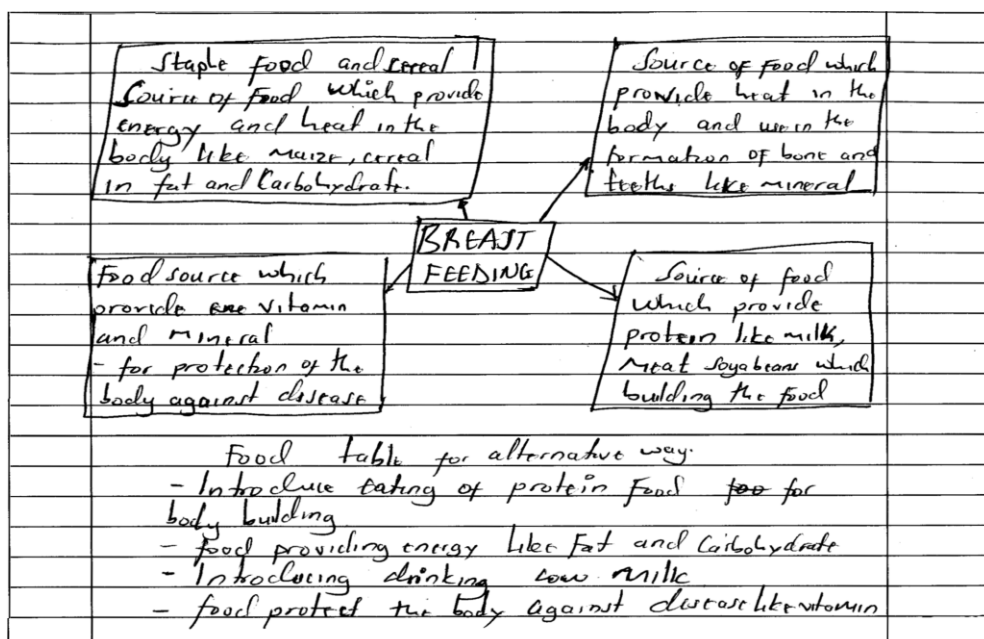 Staple food and cereal
Source of food which provide
energy and heat in the
body like maize, cereal
in fat and Carbohydrate.
Source of food which
provide heat in the
body and use in the
formation of bone and
teeths like mineral
BREAST
FEEDING
Food source which
provide vitamin
and mineral
- for protection of the
body against disease
Source of food
which provide
protein like milk,
meat soyabeans which
building the food
Food table for alternative way.
- Introduce eating of protein food for
body building
- food providing energy like fat and Carbohydrate
- Introducing drinking cow milk
- food protect the body against disease like vitamin